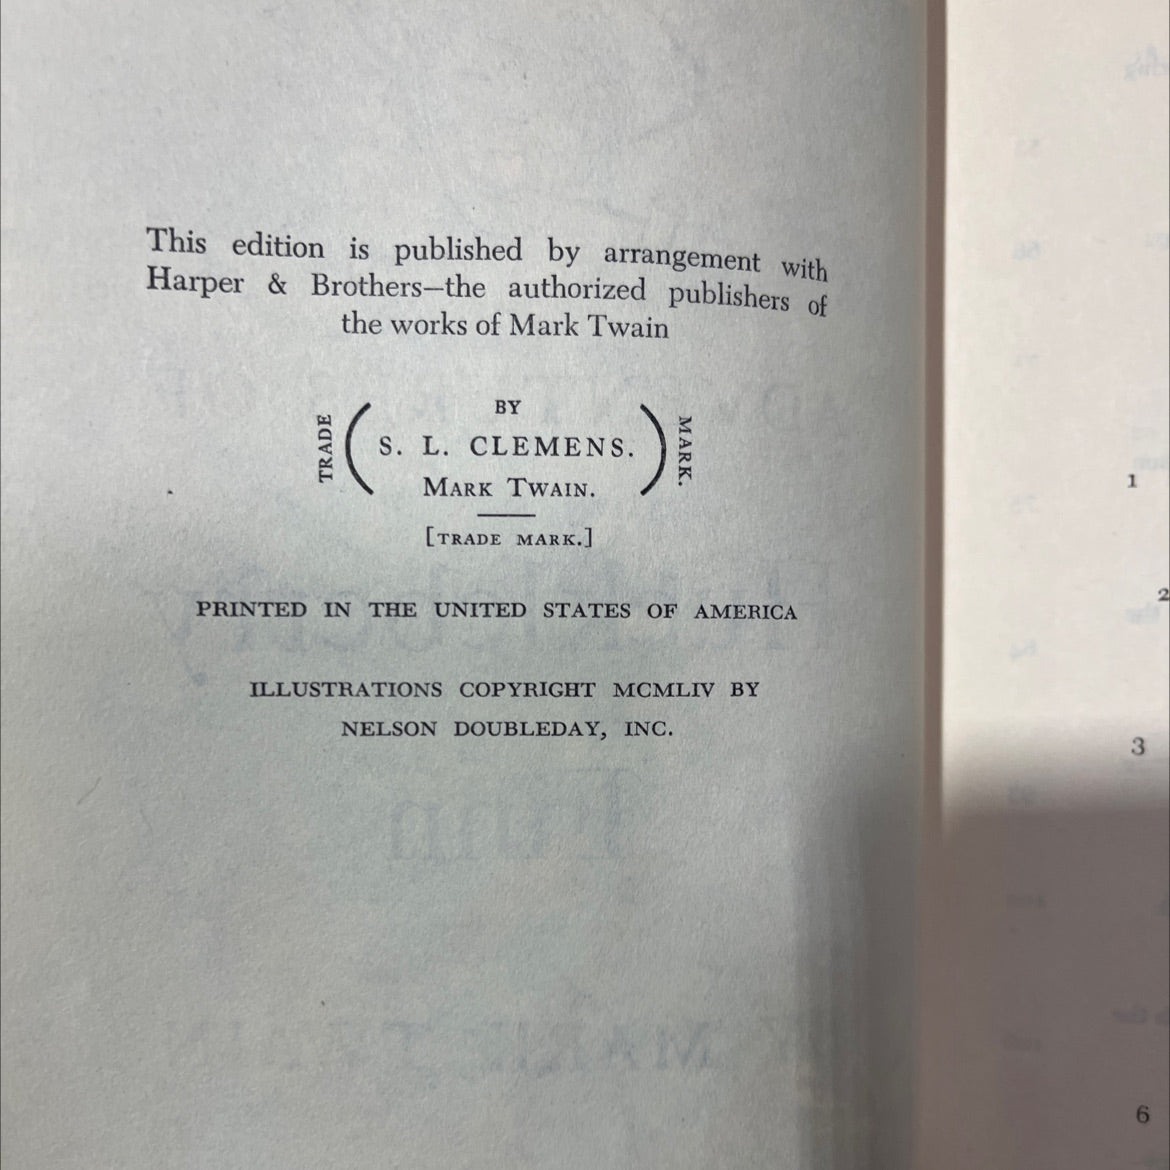 This edition is published by arrangement with
Harper & Brothers—the authorized publishers of
the works of Mark Twain
TRADE
BY
S. L. CLEMENS.
MARK TWAIN.
MARK.
[TRADE MARK.]
PRINTED IN THE UNITED STATES OF AMERICA
ILLUSTRATIONS COPYRIGHT MCMLIV BY
NELSON DOUBLEDAY, INC.
1
2
3
6